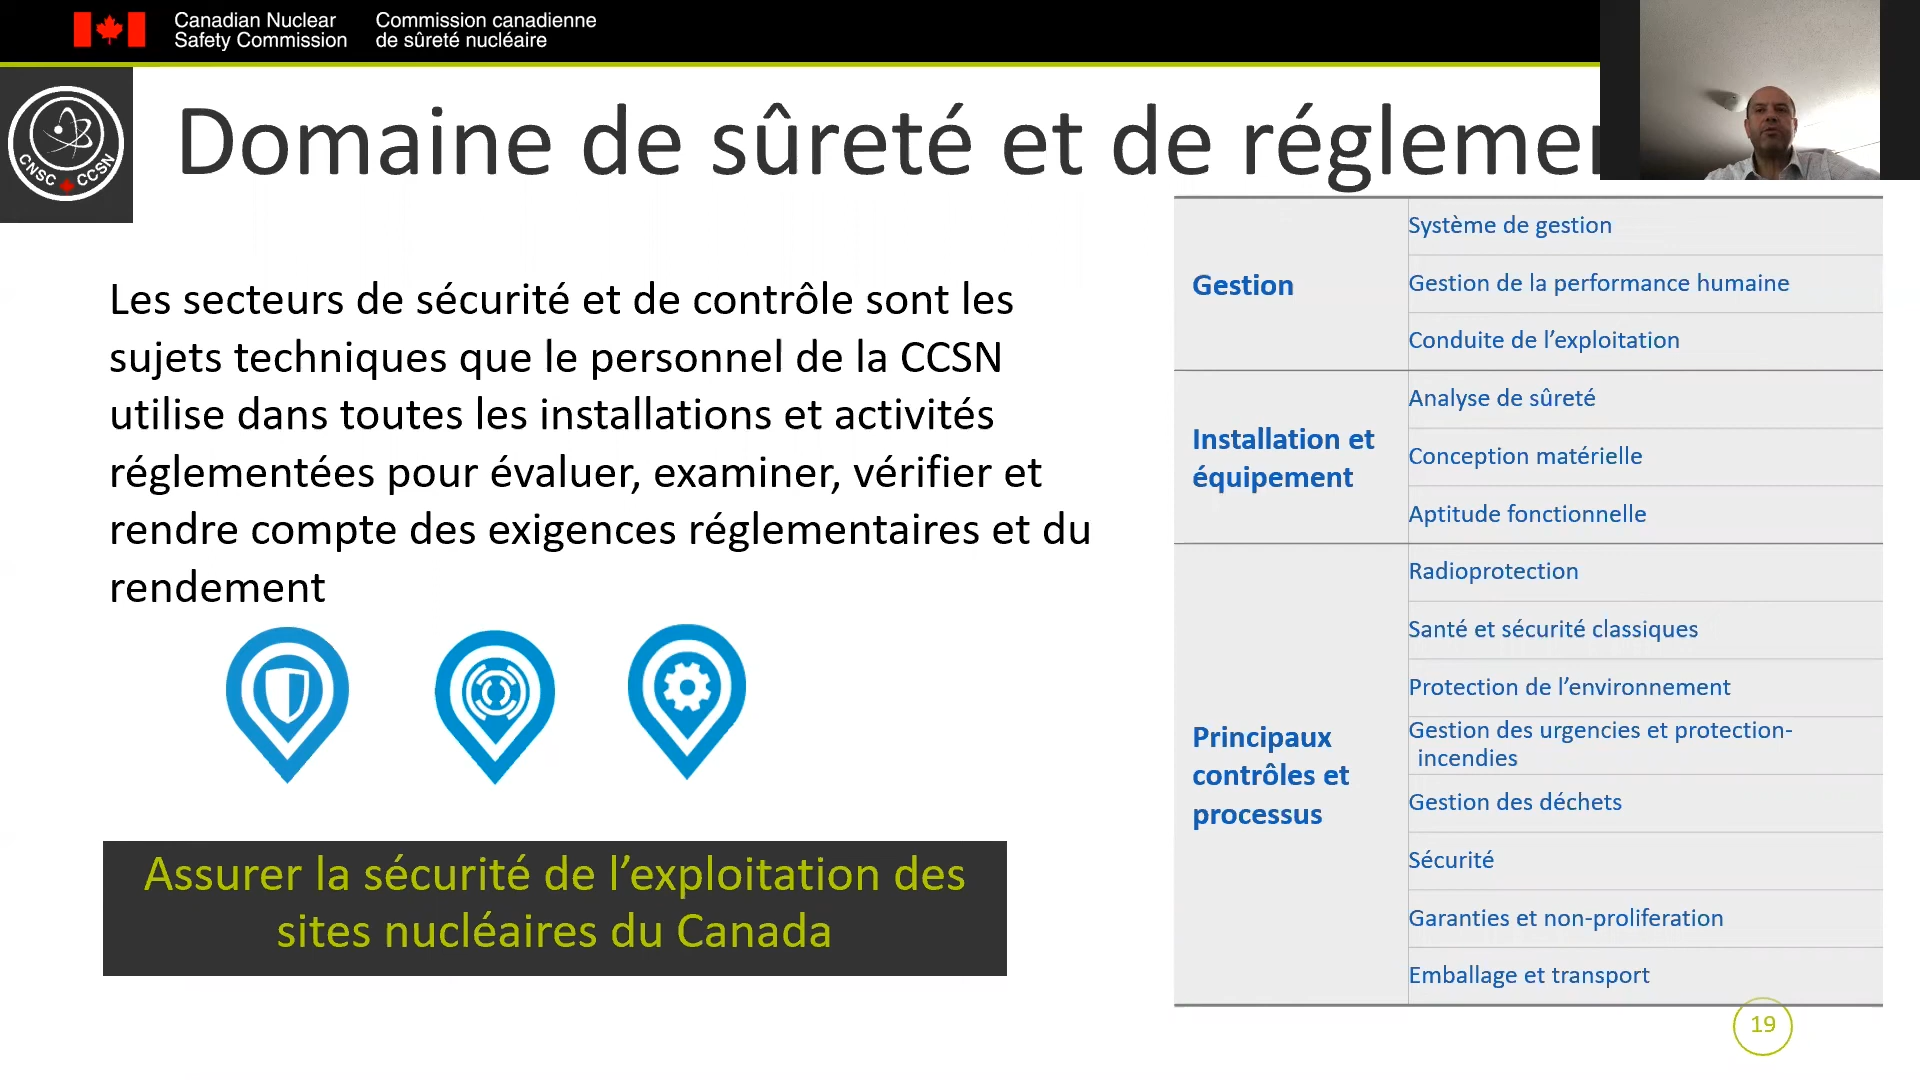 Canadian Nuclear
Safety Commission
Commission canadienne
de sûreté nucléaire
CNSC CCSN
Domaine de sûreté et de réglemen
Les secteurs de sécurité et de contrôle sont les
sujets techniques que le personnel de la CCSN
utilise dans toutes les installations et activités
réglementées pour évaluer, examiner, vérifier et
rendre compte des exigences réglementaires et du
rendement
Assurer la sécurité de l’exploitation des
sites nucléaires du Canada
Gestion
Système de gestion
Gestion de la performance humaine
Conduite de l’exploitation
Installation et
équipement
Analyse de sûreté
Conception matérielle
Aptitude fonctionnelle
Principaux
contrôles et
processus
Radioprotection
Santé et sécurité classiques
Protection de l’environnement
Gestion des urgencies et protection-
incendies
Gestion des déchets
Sécurité
Garanties et non-proliferation
Emballage et transport
19